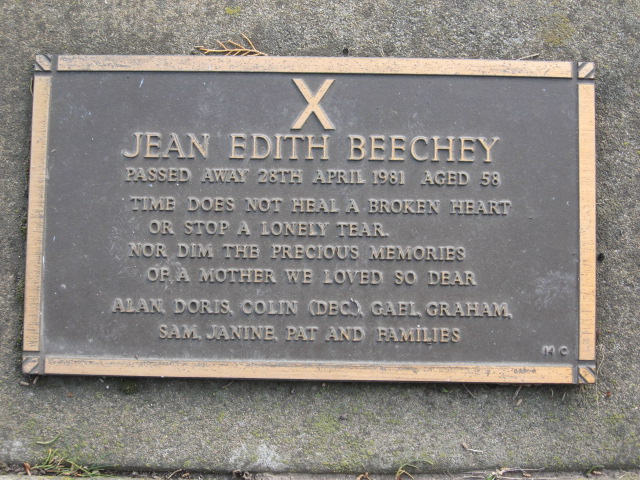 X
JEAN EDITH BEECHEY
PASSED AWAY 28TH APRIL 1981 AGED 58
TIME DOES NOT HEAL A BROKEN HEART
OR STOP A LONELY TEAR.
NOR DIM THE PRECIOUS MEMORIES
OF A MOTHER WE LOVED SO DEAR
ALAN, DORIS, COLIN (DEC.), GAEL, GRAHAM,
SAM, JANINE, PAT AND FAMILIES
M C